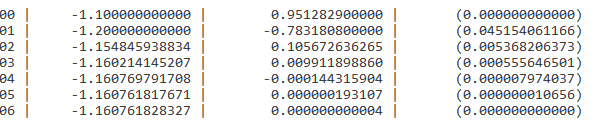 00 | -1.100000000000 | 0.951282900000 | (0.000000000000)
01 | -1.200000000000 | -0.783180800000 | (0.045154061166)
02 | -1.154845938834 | 0.105672636265 | (0.005368206373)
03 | -1.160214145207 | 0.009911898860 | (0.000555646501)
04 | -1.160769791708 | -0.000144315904 | (0.000007974037)
05 | -1.160761817671 | 0.000000193107 | (0.000000010656)
06 | -1.160761828327 | 0.000000000004 | (0.000000000000)